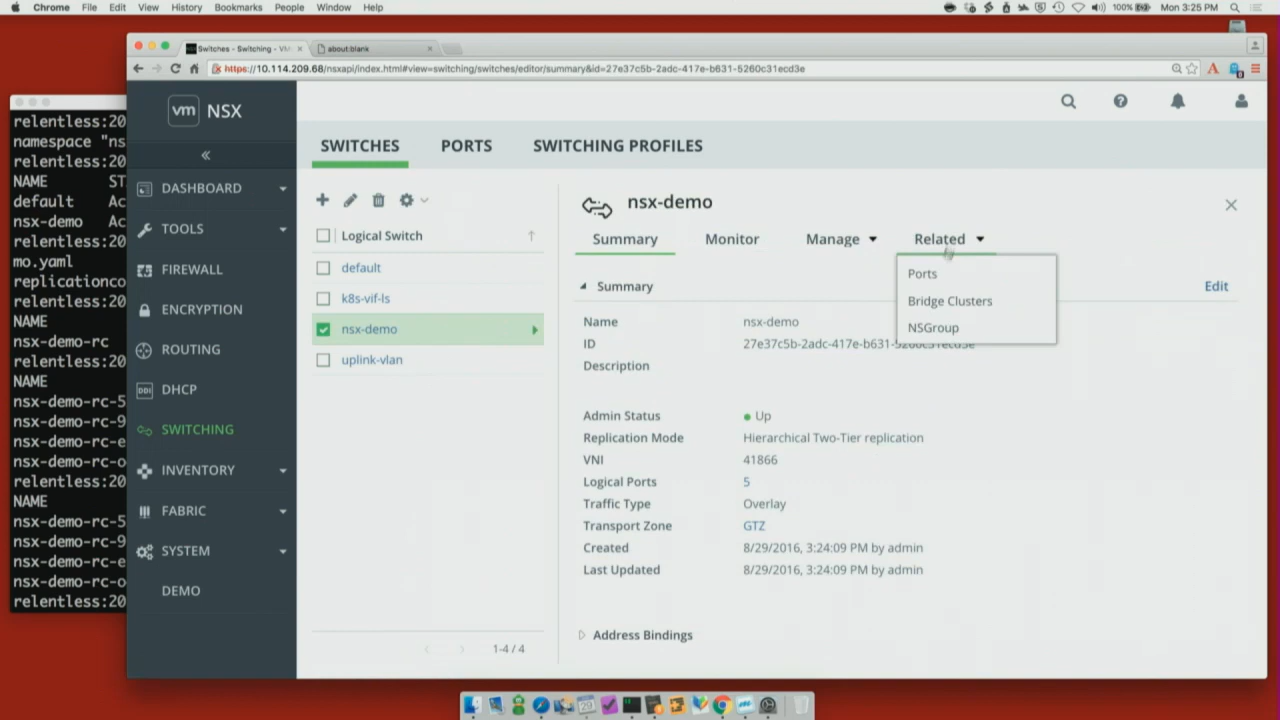 Chrome File Edit View History Bookmarks People Window Help
100% Mon 3:25 PM
Switches - Switching - VM
about:blank
https://10.114.209.68/nsxapi/index.html#view=switching/switches/editor/summary&id=27e37c5b-2adc-417e-b631-5260c31ecd3e
relentless:20
namespace "ns
relentless:20
NAME ST
default Ac
nsx-demo Ac
relentless:20
mo.yaml
replicationco
relentless:20
NAME
nsx-demo-rc
relentless:20
NAME
nsx-demo-rc-5
nsx-demo-rc-9
nsx-demo-rc-e
nsx-demo-rc-o
relentless:20
NAME
nsx-demo-rc-5
nsx-demo-rc-9
nsx-demo-rc-e
nsx-demo-rc-o
relentless:20
vm NSX
DASHBOARD
TOOLS
FIREWALL
ENCRYPTION
ROUTING
DDI DHCP
SWITCHING
INVENTORY
FABRIC
SYSTEM
DEMO
SWITCHES PORTS SWITCHING PROFILES
Logical Switch
default
k8s-vif-ls
nsx-demo
uplink-vlan
1-4 / 4
nsx-demo
Summary Monitor Manage Related
Ports
Bridge Clusters
NSGroup
Summary Edit
Name nsx-demo
ID 27e37c5b-2adc-417e-b631-5260c31ecd3e
Description
Admin Status Up
Replication Mode Hierarchical Two-Tier replication
VNI 41866
Logical Ports 5
Traffic Type Overlay
Transport Zone GTZ
Created 8/29/2016, 3:24:09 PM by admin
Last Updated 8/29/2016, 3:24:09 PM by admin
Address Bindings